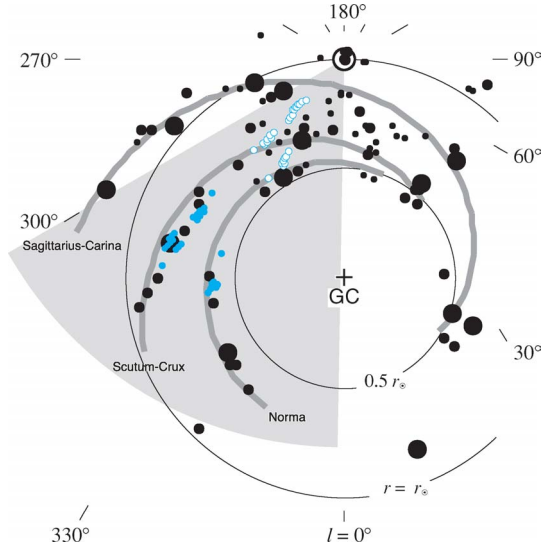 180°
270°
90°
60°
300°
Sagittarius-Carina
GC
30°
Scutum-Crux
0.5 r☉
Norma
r = r☉
330°
l = 0°